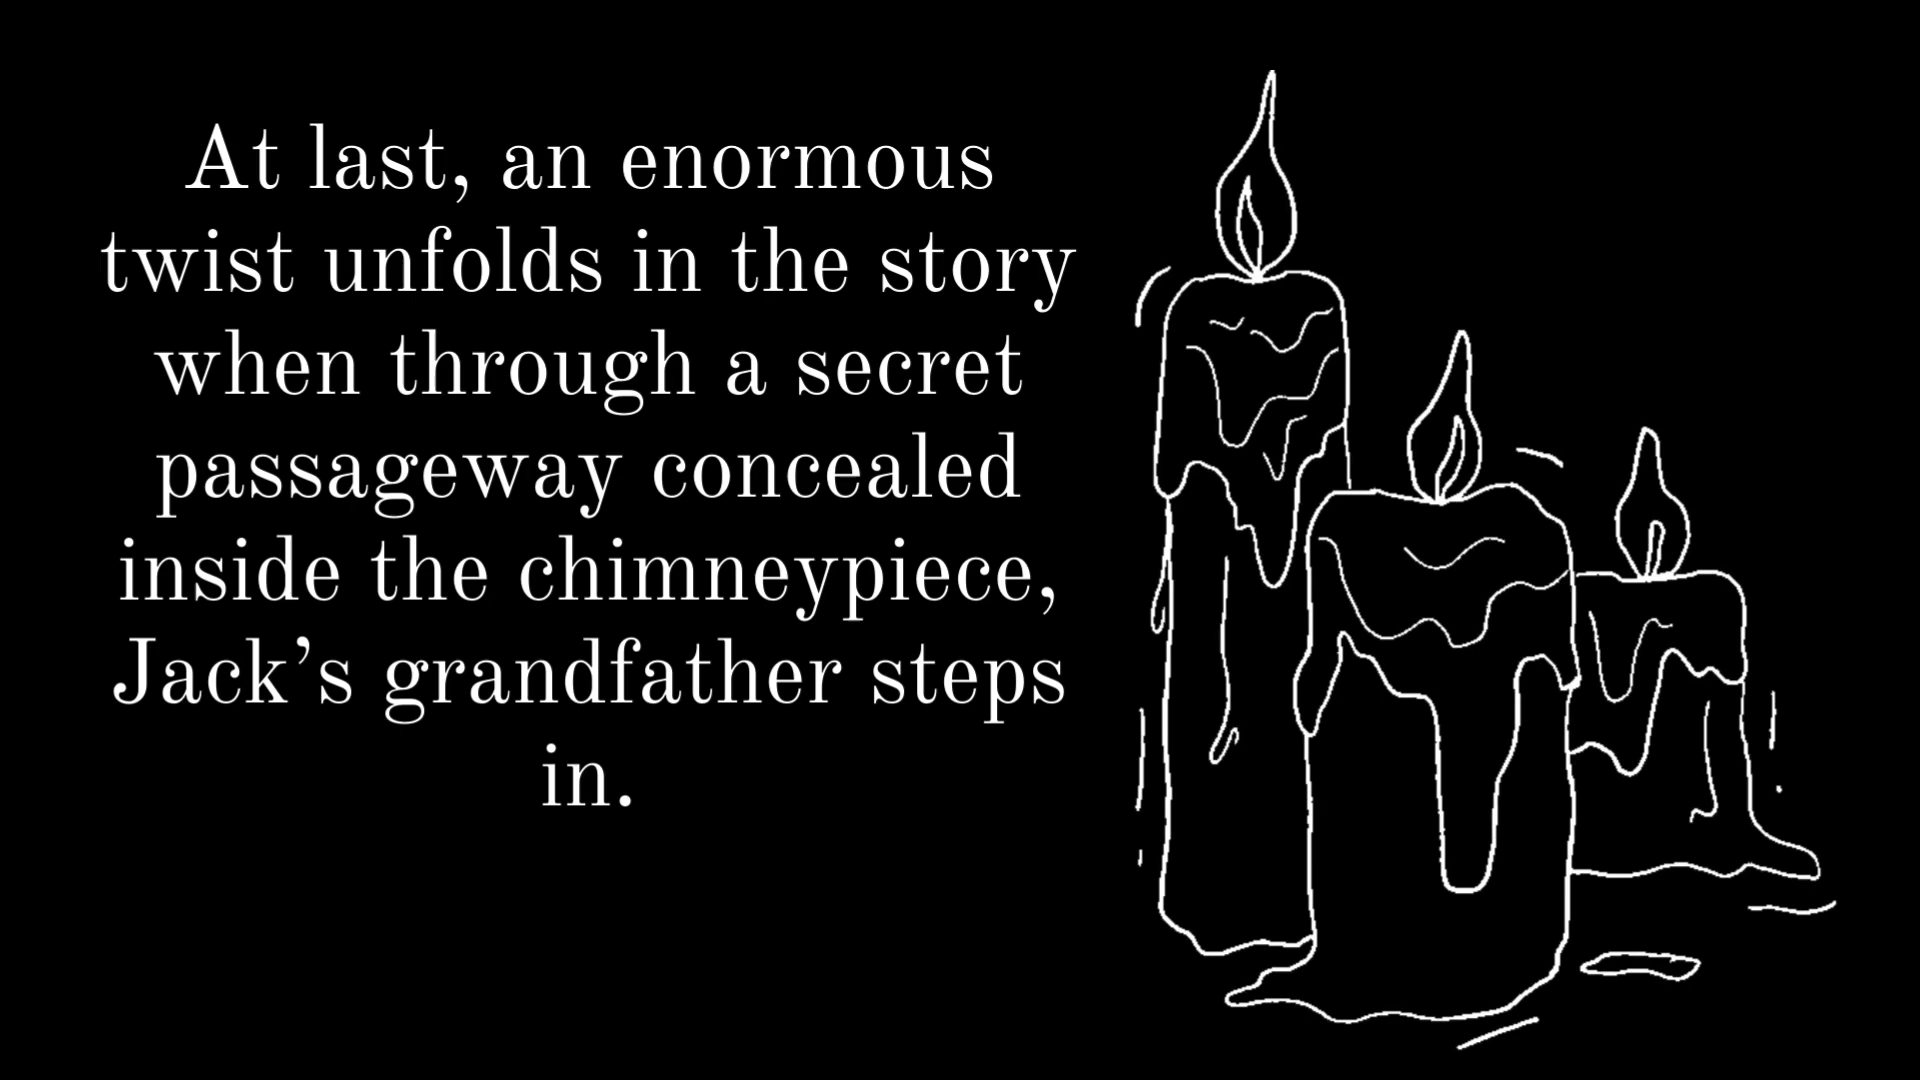 At last, an enormous
twist unfolds in the story
when through a secret
passageway concealed
inside the chimneypiece,
Jack’s grandfather steps
in.